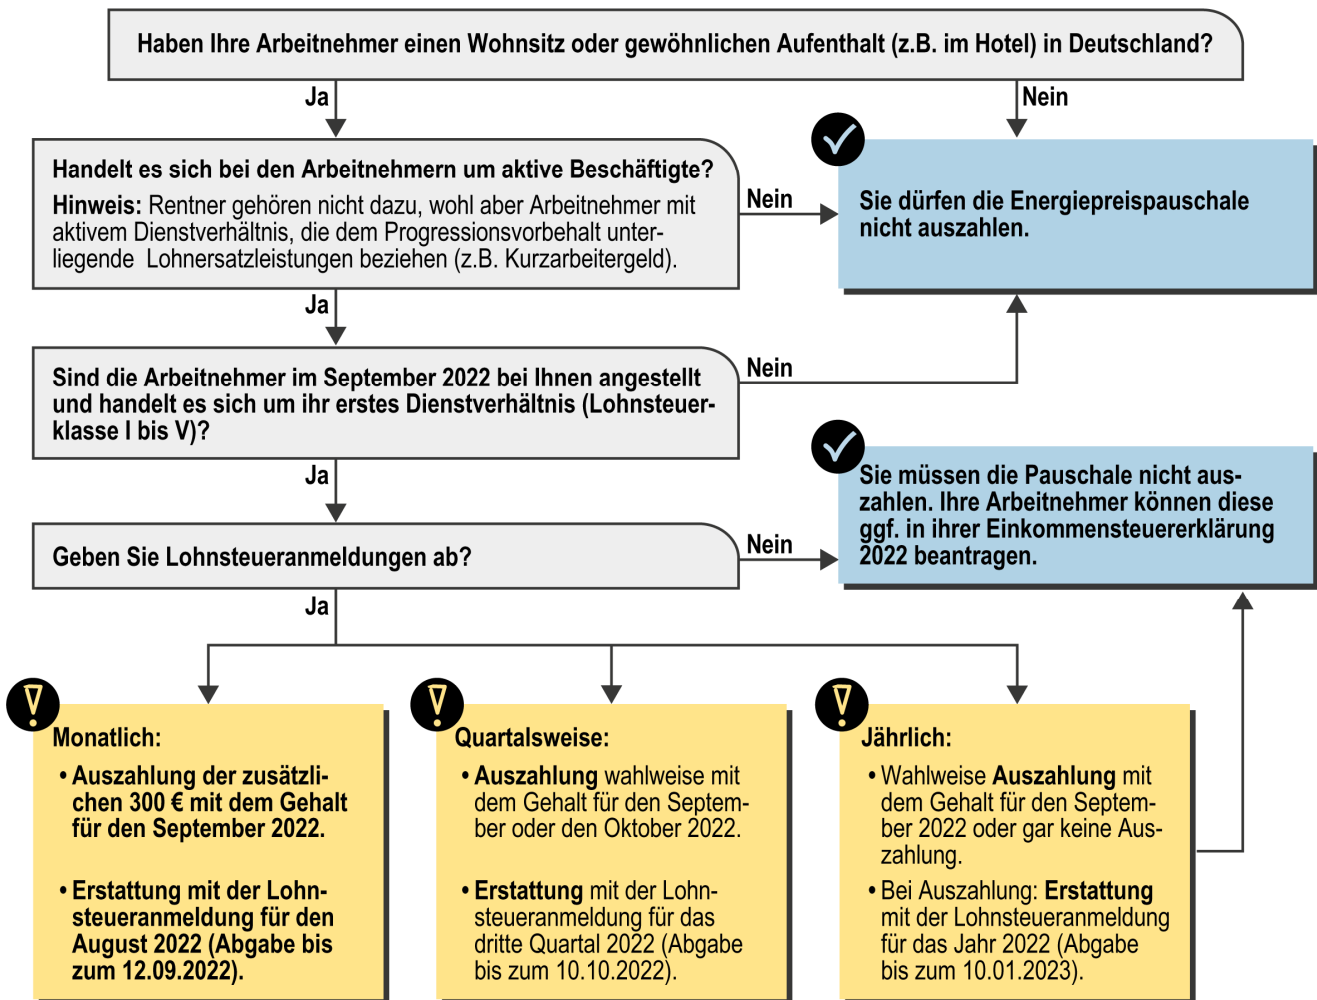 Haben Ihre Arbeitnehmer einen Wohnsitz oder gewöhnlichen Aufenthalt (z.B. im Hotel) in Deutschland?
Ja
Nein
Handelt es sich bei den Arbeitnehmern um aktive Beschäftigte?
Hinweis: Rentner gehören nicht dazu, wohl aber Arbeitnehmer mit
aktivem Dienstverhältnis, die dem Progressionsvorbehalt unter-
liegende Lohnersatzleistungen beziehen (z.B. Kurzarbeitergeld).
Nein
Sie dürfen die Energiepreispauschale
nicht auszahlen.
Ja
Sind die Arbeitnehmer im September 2022 bei Ihnen angestellt
und handelt es sich um ihr erstes Dienstverhältnis (Lohnsteuer-
klasse I bis V)?
Nein
Ja
Geben Sie Lohnsteueranmeldungen ab?
Nein
Sie müssen die Pauschale nicht aus-
zahlen. Ihre Arbeitnehmer können diese
ggf. in ihrer Einkommensteuererklärung
2022 beantragen.
Ja
Monatlich:
• Auszahlung der zusätzli-
chen 300 € mit dem Gehalt
für den September 2022.
• Erstattung mit der Lohn-
steueranmeldung für den
August 2022 (Abgabe bis
zum 12.09.2022).
Quartalsweise:
• Auszahlung wahlweise mit
dem Gehalt für den Septem-
ber oder den Oktober 2022.
• Erstattung mit der Lohn-
steueranmeldung für das
dritte Quartal 2022 (Abgabe
bis zum 10.10.2022).
Jährlich:
• Wahlweise Auszahlung mit
dem Gehalt für den Septem-
ber 2022 oder gar keine Aus-
zahlung.
• Bei Auszahlung: Erstattung
mit der Lohnsteueranmeldung
für das Jahr 2022 (Abgabe
bis zum 10.01.2023).